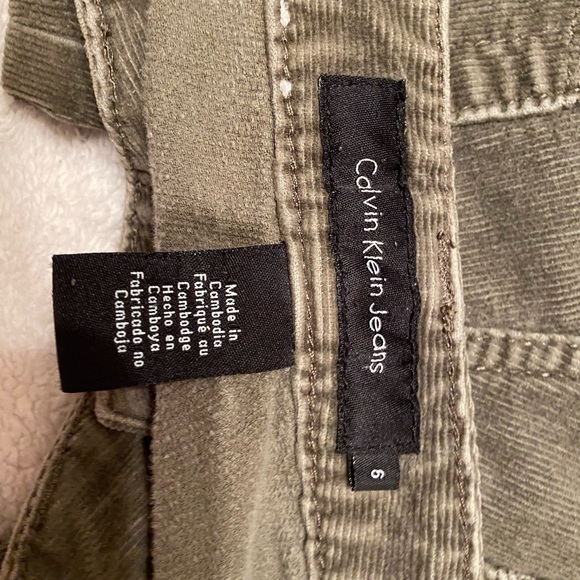 Calvin Klein Jeans
6
Made in
Cambodia
Fabriqué au
Cambodge
Hecho en
Camboya
Fabricado no
Camboja